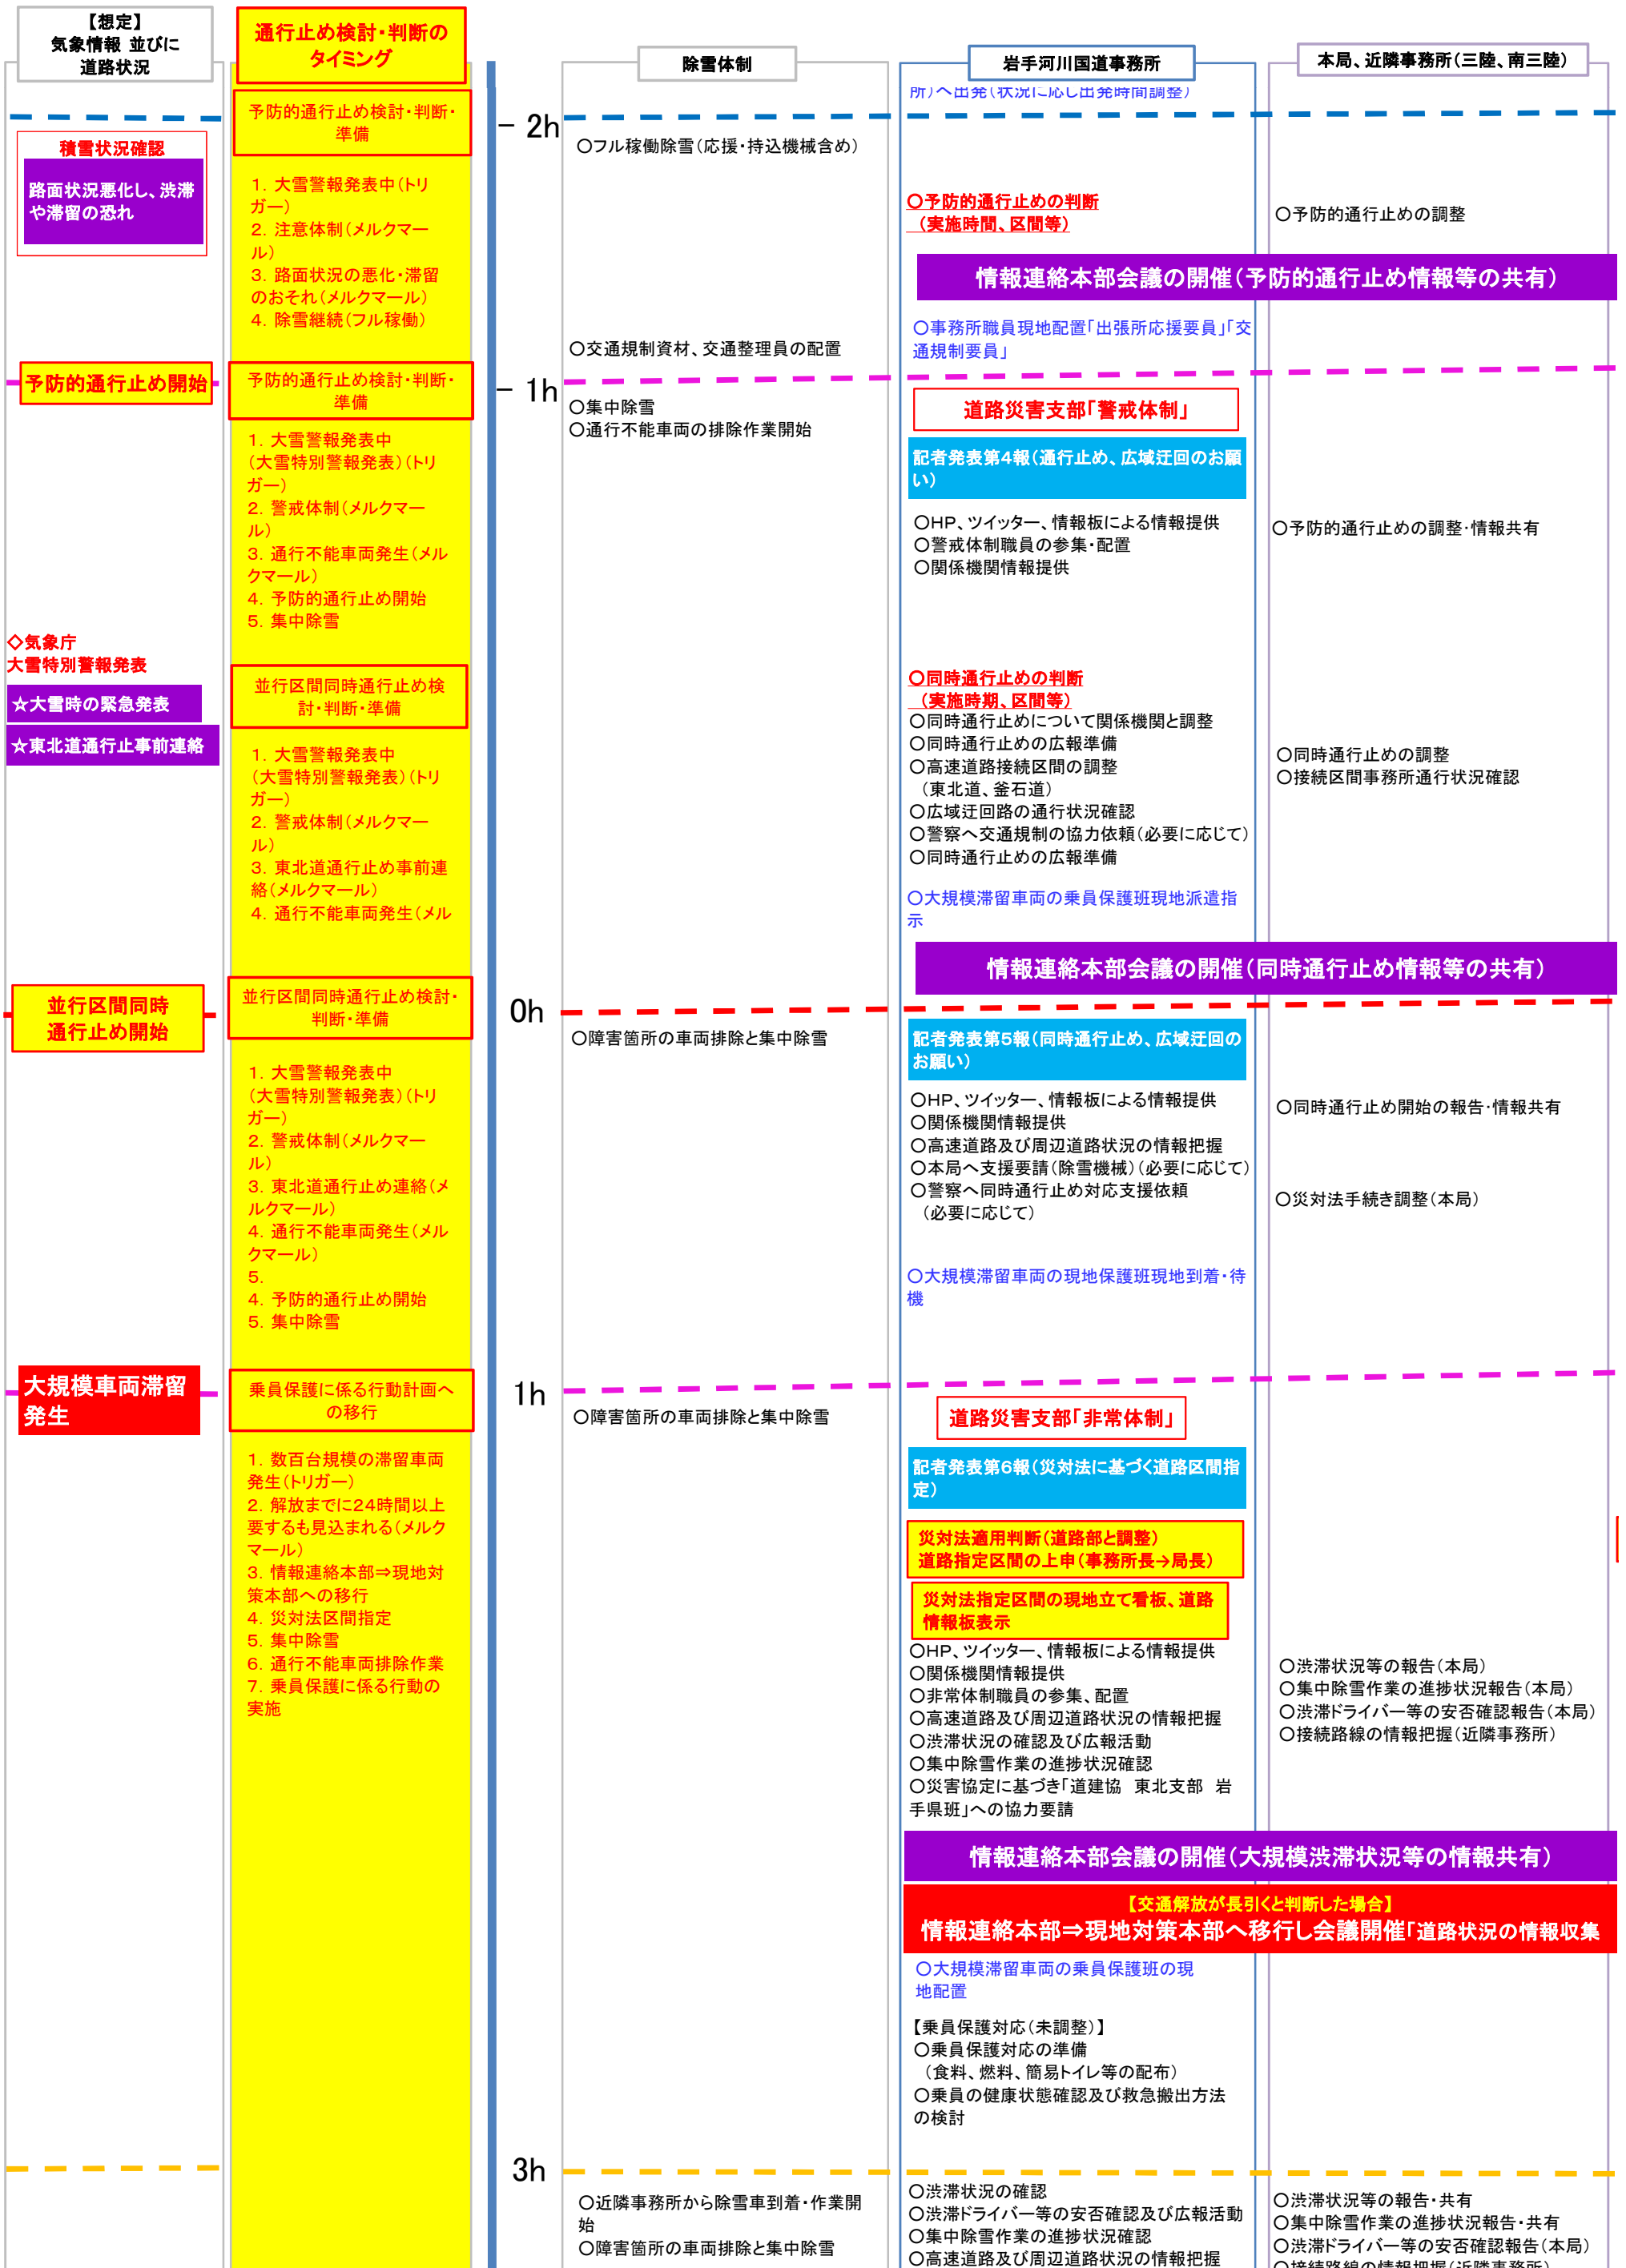 【想定】
気象情報 並びに
道路状況
通行止め検討・判断の
タイミング
除雪体制
岩手河川国道事務所
本局、近隣事務所(三陸、南三陸)
所)へ出発(状況に応じ出発時間調整)
予防的通行止め検討・判断・
準備
- 2h
積雪状況確認
路面状況悪化し、渋滞
や滞留の恐れ
1. 大雪警報発表中(トリ
ガー)
2. 注意体制(メルクマー
ル)
3. 路面状況の悪化・滞留
のおそれ(メルクマール)
4. 除雪継続(フル稼働)
○フル稼働除雪(応援・持込機械含め)
○予防的通行止めの判断
(実施時間、区間等)
○予防的通行止めの調整
情報連絡本部会議の開催(予防的通行止め情報等の共有)
○事務所職員現地配置「出張所応援要員」「交
通規制要員」
○交通規制資材、交通整理員の配置
予防的通行止め開始
予防的通行止め検討・判断・
準備
- 1h
○集中除雪
○通行不能車両の排除作業開始
道路災害支部「警戒体制」
記者発表第4報(通行止め、広域迂回のお願
い)
1. 大雪警報発表中
(大雪特別警報発表)(トリ
ガー)
2. 警戒体制(メルクマー
ル)
3. 通行不能車両発生(メル
クマール)
4. 予防的通行止め開始
5. 集中除雪
○HP、ツイッター、情報板による情報提供
○警戒体制職員の参集・配置
○関係機関情報提供
○予防的通行止めの調整・情報共有
◇気象庁
大雪特別警報発表
☆大雪時の緊急発表
☆東北道通行止事前連絡
並行区間同時通行止め検
討・判断・準備
1. 大雪警報発表中
(大雪特別警報発表)(トリ
ガー)
2. 警戒体制(メルクマー
ル)
3. 東北道通行止め事前連
絡(メルクマール)
4. 通行不能車両発生(メル
○同時通行止めの判断
(実施時期、区間等)
○同時通行止めについて関係機関と調整
○同時通行止めの広報準備
○高速道路接続区間の調整
(東北道、釜石道)
○広域迂回路の通行状況確認
○警察へ交通規制の協力依頼(必要に応じて)
○同時通行止めの広報準備
○同時通行止めの調整
○接続区間事務所通行状況確認
○大規模滞留車両の乗員保護班現地派遣指
示
情報連絡本部会議の開催(同時通行止め情報等の共有)
並行区間同時
通行止め開始
並行区間同時通行止め検討・
判断・準備
0h
○障害箇所の車両排除と集中除雪
記者発表第5報(同時通行止め、広域迂回の
お願い)
1. 大雪警報発表中
(大雪特別警報発表)(トリ
ガー)
2. 警戒体制(メルクマー
ル)
3. 東北道通行止め連絡(メ
ルクマール)
4. 通行不能車両発生(メル
クマール)
5.
4. 予防的通行止め開始
5. 集中除雪
○HP、ツイッター、情報板による情報提供
○関係機関情報提供
○高速道路及び周辺道路状況の情報把握
○本局へ支援要請(除雪機械)(必要に応じて)
○警察へ同時通行止め対応支援依頼
(必要に応じて)
○同時通行止め開始の報告・情報共有
○災対法手続き調整(本局)
○大規模滞留車両の現地保護班現地到着・待
機
大規模車両滞留
発生
乗員保護に係る行動計画へ
の移行
1h
○障害箇所の車両排除と集中除雪
道路災害支部「非常体制」
記者発表第6報(災対法に基づく道路区間指
定)
1. 数百台規模の滞留車両
発生(トリガー)
2. 解放までに24時間以上
要するも見込まれる(メルク
マール)
3. 情報連絡本部⇒現地対
策本部への移行
4. 災対法区間指定
5. 集中除雪
6. 通行不能車両排除作業
7. 乗員保護に係る行動の
実施
災対法適用判断(道路部と調整)
道路指定区間の上申(事務所長→局長)
災対法指定区間の現地立て看板、道路
情報板表示
○HP、ツイッター、情報板による情報提供
○関係機関情報提供
○非常体制職員の参集、配置
○高速道路及び周辺道路状況の情報把握
○渋滞状況の確認及び広報活動
○集中除雪作業の進捗状況確認
○災害協定に基づき「道建協 東北支部 岩
手県班」への協力要請
○渋滞状況等の報告(本局)
○集中除雪作業の進捗状況報告(本局)
○渋滞ドライバー等の安否確認報告(本局)
○接続路線の情報把握(近隣事務所)
情報連絡本部会議の開催(大規模渋滞状況等の情報共有)
【交通解放が長引くと判断した場合】
情報連絡本部⇒現地対策本部へ移行し会議開催「道路状況の情報収集
○大規模滞留車両の乗員保護班の現
地配置
【乗員保護対応(未調整)】
○乗員保護対応の準備
(食料、燃料、簡易トイレ等の配布)
○乗員の健康状態確認及び救急搬出方法
の検討
3h
○近隣事務所から除雪車到着・作業開
始
○障害箇所の車両排除と集中除雪
○渋滞状況の確認
○渋滞ドライバー等の安否確認及び広報活動
○集中除雪作業の進捗状況確認
○高速道路及び周辺道路状況の情報把握
○渋滞状況等の報告・共有
○集中除雪作業の進捗状況報告・共有
○渋滞ドライバー等の安否確認報告(本局)
○接続路線の情報把握(近隣事務所)